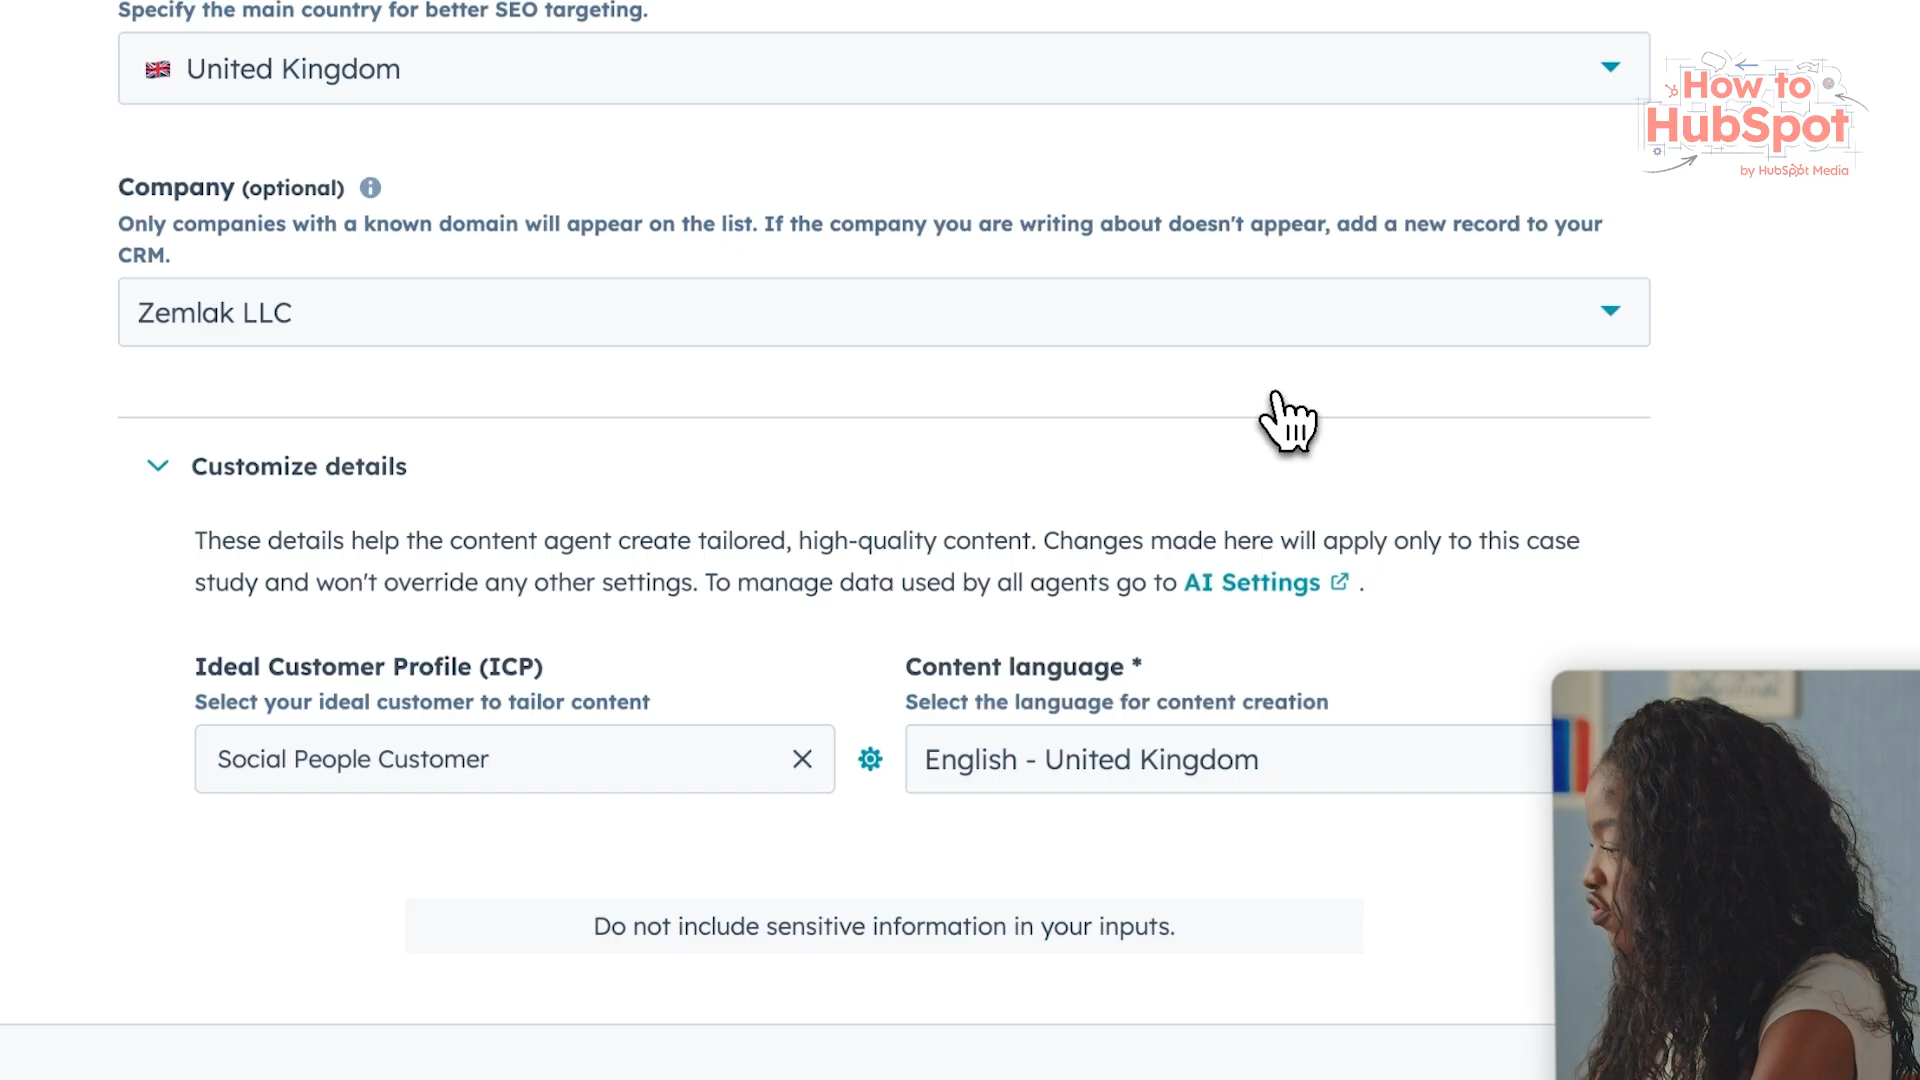 Specify the main country for better SEO targeting.
United Kingdom
How to
HubSpot
by HubSpot Media
Company (optional)
Only companies with a known domain will appear on the list. If the company you are writing about doesn't appear, add a new record to your
CRM.
Zemlak LLC
Customize details
These details help the content agent create tailored, high-quality content. Changes made here will apply only to this case
study and won't override any other settings. To manage data used by all agents go to AI Settings .
Ideal Customer Profile (ICP)
Select your ideal customer to tailor content
Social People Customer
Content language *
Select the language for content creation
English - United Kingdom
Do not include sensitive information in your inputs.